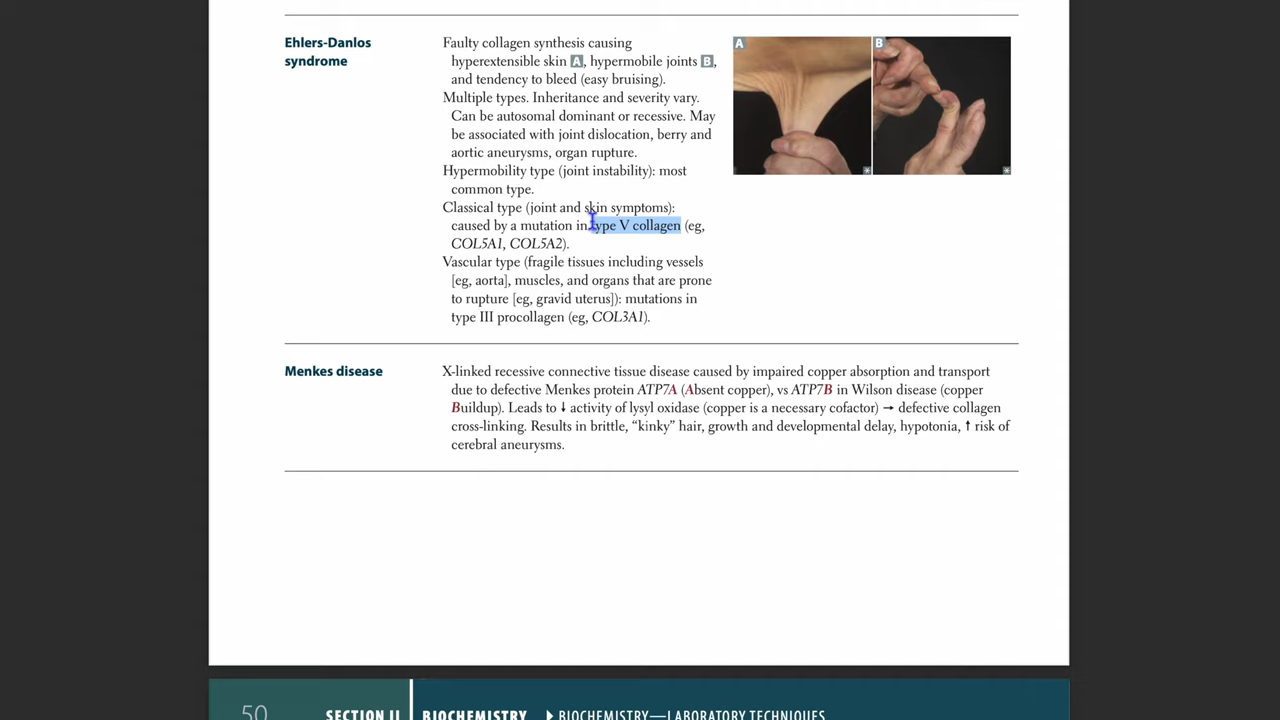 Ehlers-Danlos
syndrome
Faulty collagen synthesis causing
hyperextensible skin A, hypermobile joints B,
and tendency to bleed (easy bruising).
Multiple types. Inheritance and severity vary.
Can be autosomal dominant or recessive. May
be associated with joint dislocation, berry and
aortic aneurysms, organ rupture.
Hypermobility type (joint instability): most
common type.
Classical type (joint and skin symptoms):
caused by a mutation in type V collagen (eg,
COL5A1, COL5A2).
Vascular type (fragile tissues including vessels
[eg, aorta], muscles, and organs that are prone
to rupture [eg, gravid uterus]): mutations in
type III procollagen (eg, COL3A1).
A
B
Menkes disease
X-linked recessive connective tissue disease caused by impaired copper absorption and transport
due to defective Menkes protein ATP7A (Absent copper), vs ATP7B in Wilson disease (copper
Buildup). Leads to ↓ activity of lysyl oxidase (copper is a necessary cofactor) → defective collagen
cross-linking. Results in brittle, “kinky” hair, growth and developmental delay, hypotonia, ↑ risk of
cerebral aneurysms.
50 SECTION II BIOCHEMISTRY ▶ BIOCHEMISTRY—LABORATORY TECHNIQUES